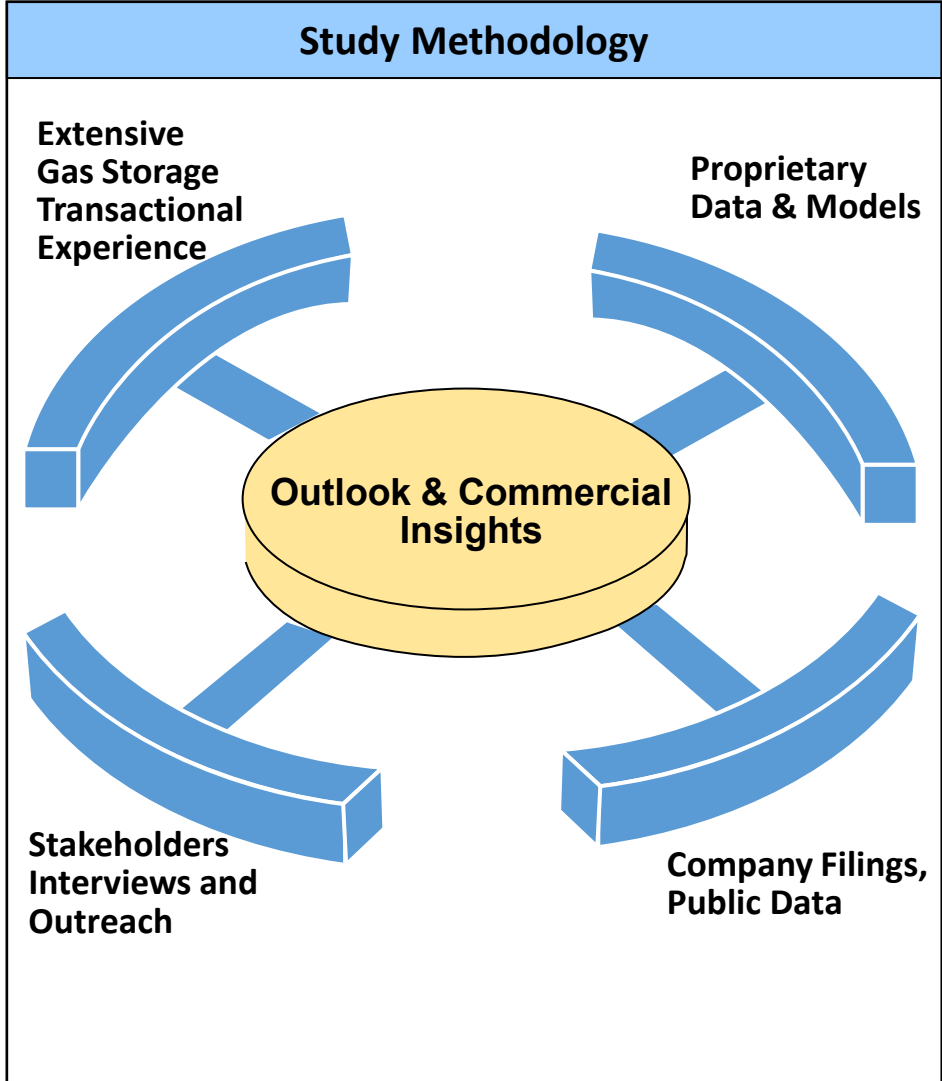 Study Methodology
Extensive
Gas Storage
Transactional
Experience
Proprietary
Data & Models
Outlook & Commercial
Insights
Stakeholders
Interviews and
Outreach
Company Filings,
Public Data